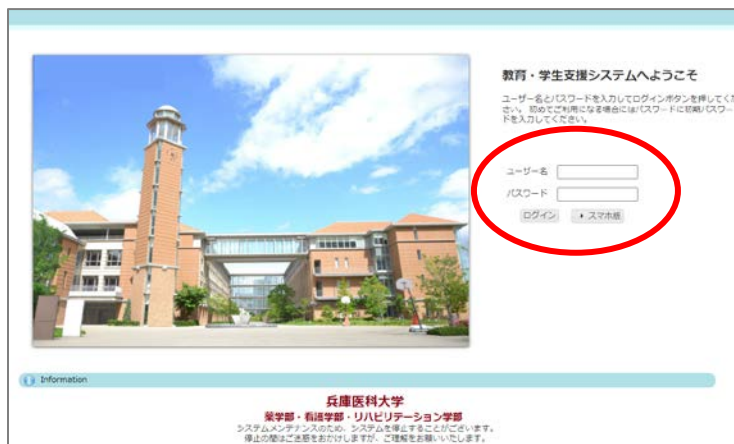 教育・学生支援システムへようこそ
ユーザー名とパスワードを入力してログインボタンを押してくだ
さい。 初めてご利用になる場合にはパスワードに初期パスワー
ドを入力してください。
ユーザー名
パスワード
ログイン スマホ版
Information
兵庫医科大学
薬学部・看護学部・リハビリテーション学部
システムメンテナンスのため、システムを停止することがございます。
停止の間はご迷惑をおかけしますが、ご理解をお願いいたします。